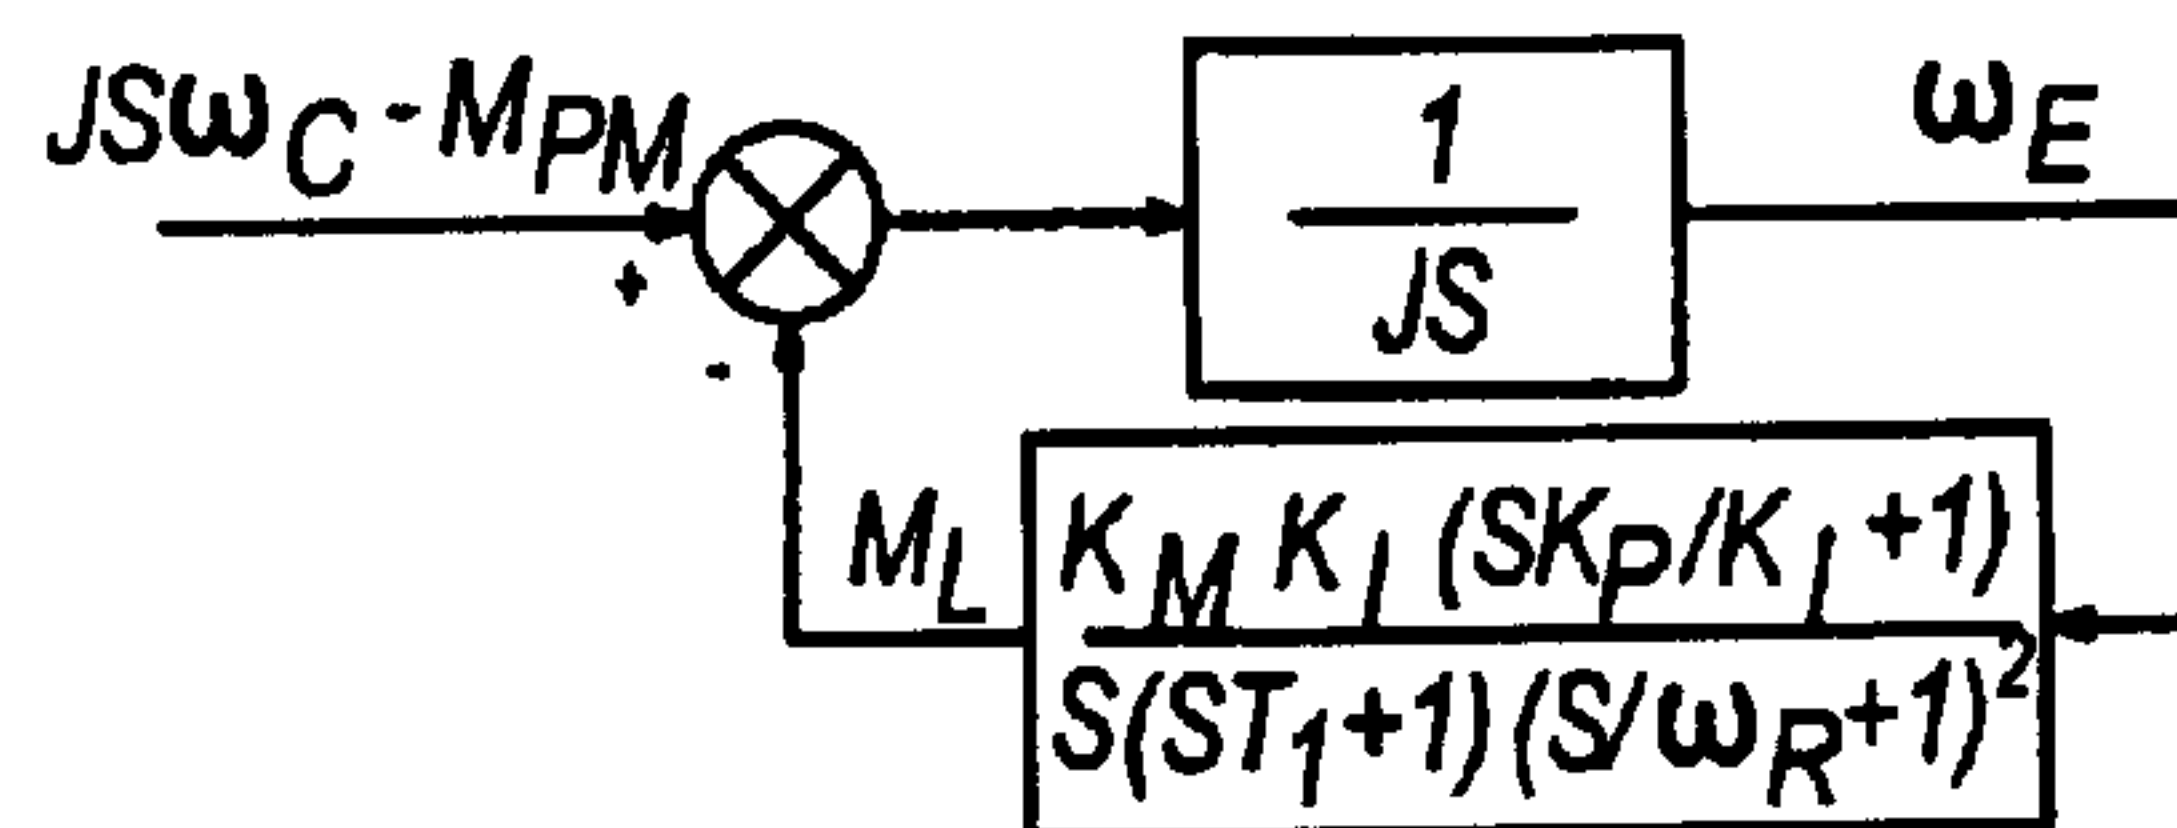 JSω_C - M_PM
+
-
1
JS
ω_E
M_L
K_M K_I (SK_P/K_I +1)
S(ST_1+1)(S/ω_R+1)^2